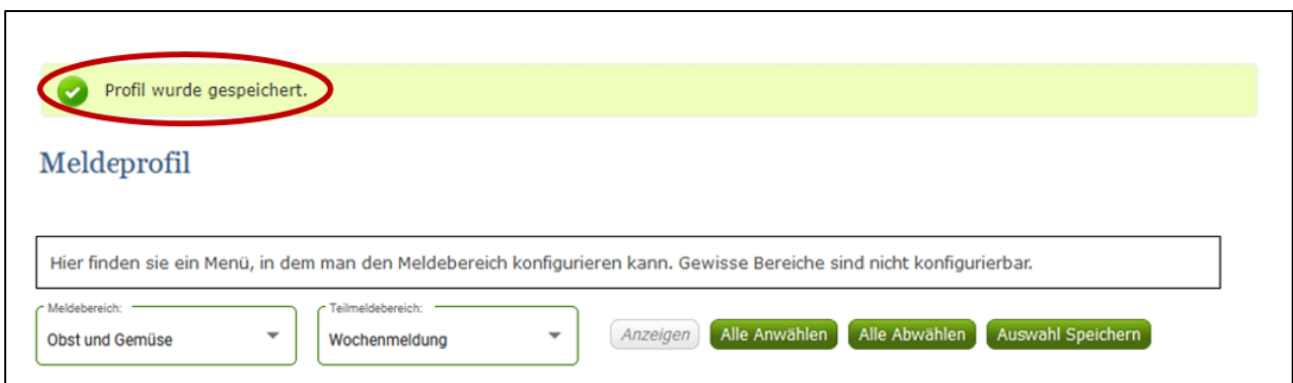 Profil wurde gespeichert.
Meldeprofil
Hier finden sie ein Menü, in dem man den Meldebereich konfigurieren kann. Gewisse Bereiche sind nicht konfigurierbar.
Meldebereich: Teilmeldebereich:
Obst und Gemüse Wochenmeldung Anzeigen Alle Anwählen Alle Abwählen Auswahl Speichern